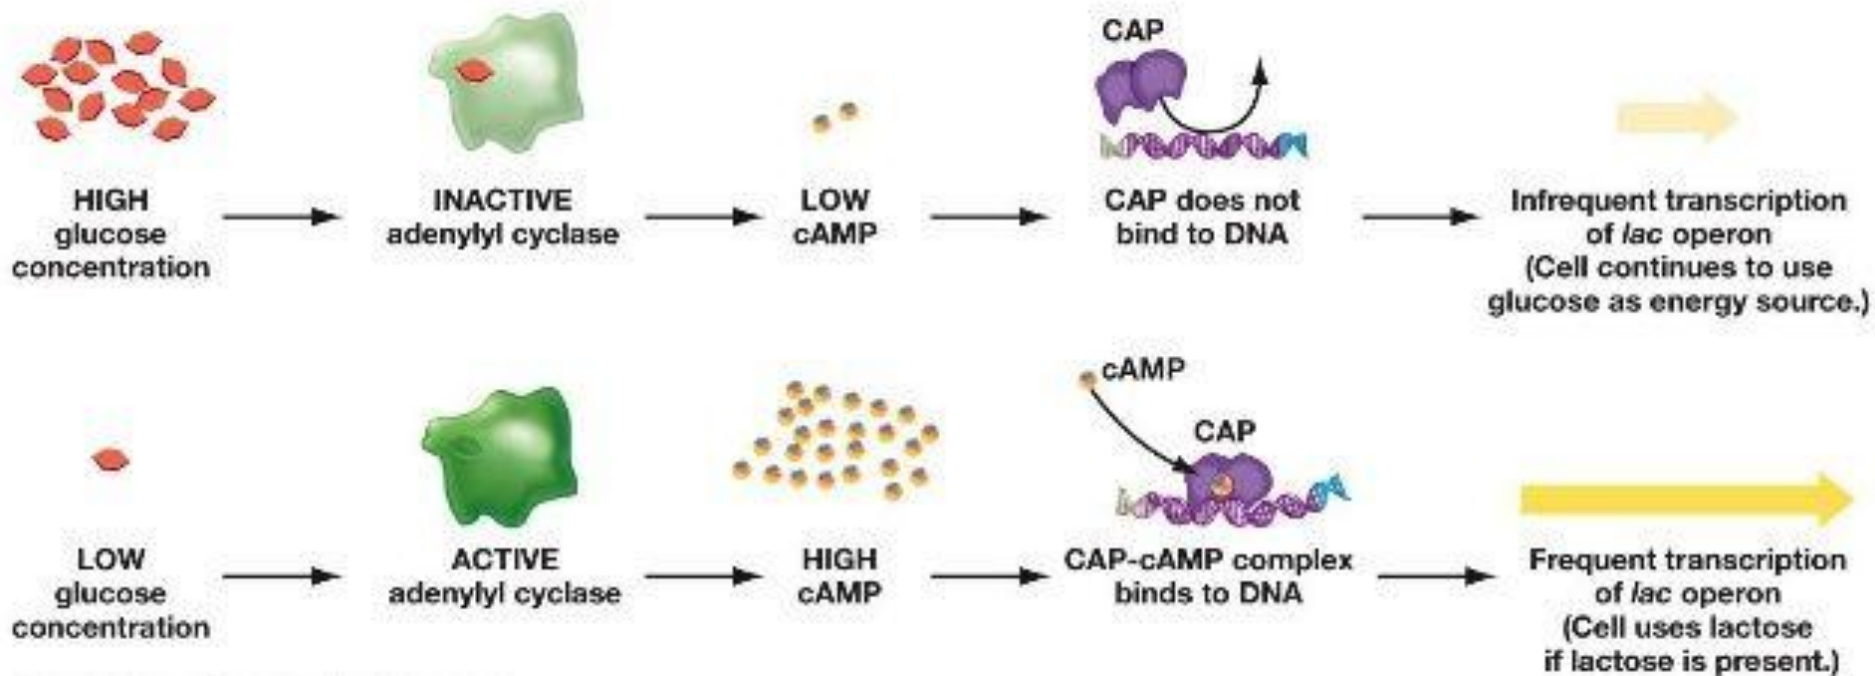 CAP
HIGH
glucose
concentration
INACTIVE
adenylyl cyclase
LOW
cAMP
CAP does not
bind to DNA
Infrequent transcription
of lac operon
(Cell continues to use
glucose as energy source.)
cAMP
CAP
LOW
glucose
concentration
ACTIVE
adenylyl cyclase
HIGH
cAMP
CAP-cAMP complex
binds to DNA
Frequent transcription
of lac operon
(Cell uses lactose
if lactose is present.)